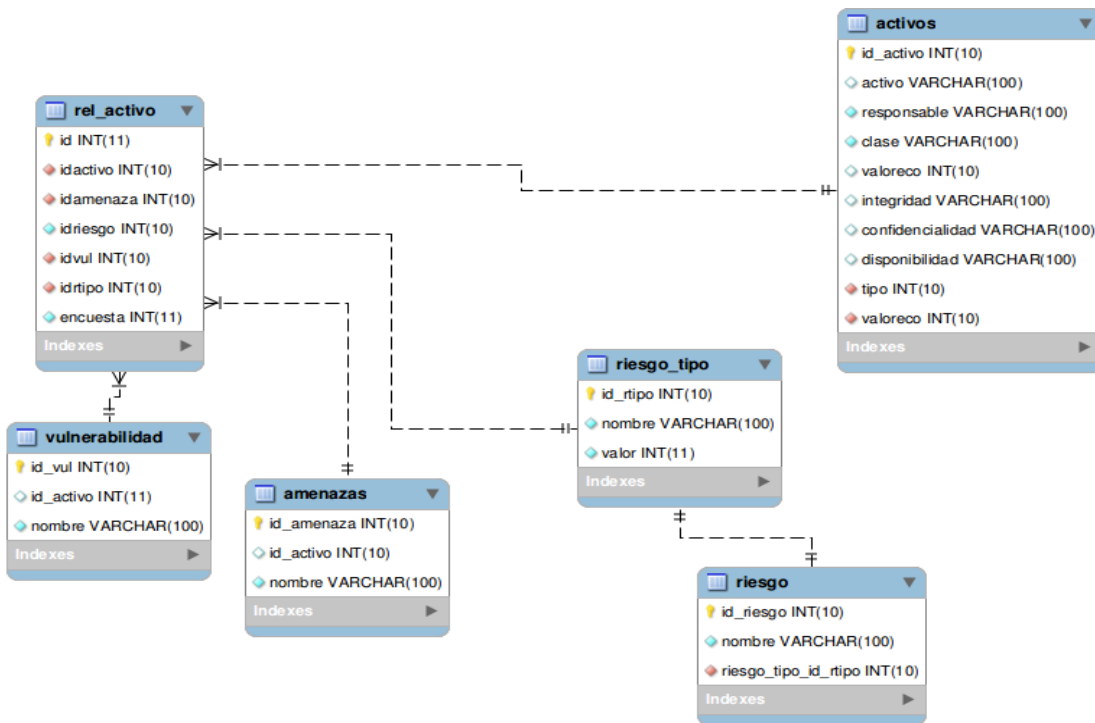 activos
id_activo INT(10)
activo VARCHAR(100)
responsable VARCHAR(100)
clase VARCHAR(100)
valoreco INT(10)
integridad VARCHAR(100)
confidencialidad VARCHAR(100)
disponibilidad VARCHAR(100)
tipo INT(10)
valoreco INT(10)
Indexes
rel_activo
id INT(11)
idactivo INT(10)
idamenaza INT(10)
idriesgo INT(10)
idvul INT(10)
idrtipo INT(10)
encuesta INT(11)
Indexes
riesgo_tipo
id_rtipo INT(10)
nombre VARCHAR(100)
valor INT(11)
Indexes
vulnerabilidad
id_vul INT(10)
id_activo INT(11)
nombre VARCHAR(100)
Indexes
amenazas
id_amenaza INT(10)
id_activo INT(10)
nombre VARCHAR(100)
Indexes
riesgo
id_riesgo INT(10)
nombre VARCHAR(100)
riesgo_tipo_id_rtipo INT(10)
Indexes